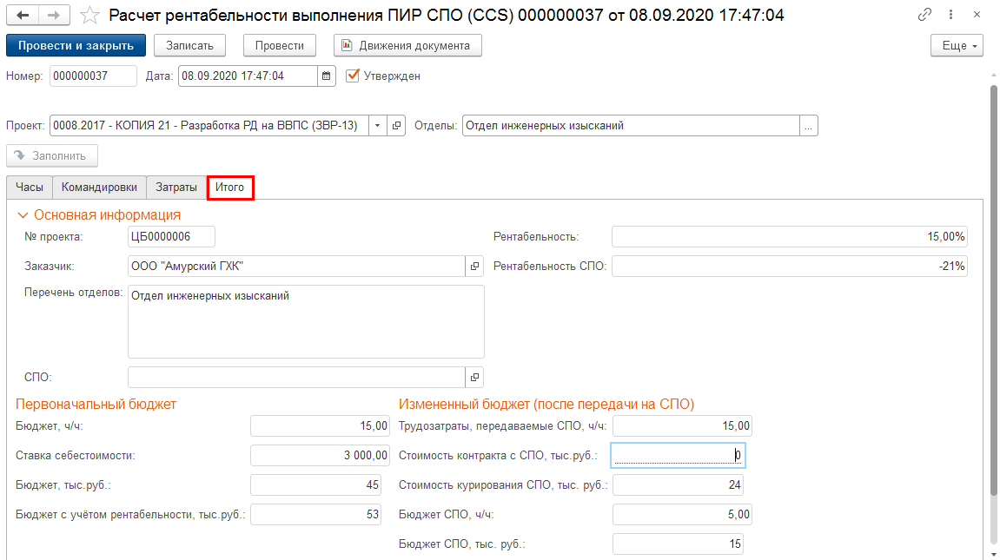 Расчет рентабельности выполнения ПИР СПО (CCS) 000000037 от 08.09.2020 17:47:04
Провести и закрыть Записать Провести Движения документа Еще
Номер: 000000037 Дата: 08.09.2020 17:47:04 Утвержден
Проект: 0008.2017 - КОПИЯ 21 - Разработка РД на ВВПС (ЗВР-13) Отделы: Отдел инженерных изысканий ...
Заполнить
Часы Командировки Затраты Итого
Основная информация
№ проекта: ЦБ0000006 Рентабельность: 15,00%
Заказчик: ООО "Амурский ГХК" Рентабельность СПО: -21%
Перечень отделов: Отдел инженерных изысканий
СПО:
Первоначальный бюджет Измененный бюджет (после передачи на СПО)
Бюджет, ч/ч: 15,00 Трудозатраты, передаваемые СПО, ч/ч: 15,00
Ставка себестоимости: 3 000,00 Стоимость контракта с СПО, тыс.руб.: 0
Бюджет, тыс.руб.: 45 Стоимость курирования СПО, тыс. руб.: 24
Бюджет с учётом рентабельности, тыс.руб.: 53 Бюджет СПО, ч/ч: 5,00
Бюджет СПО, тыс. руб.: 15